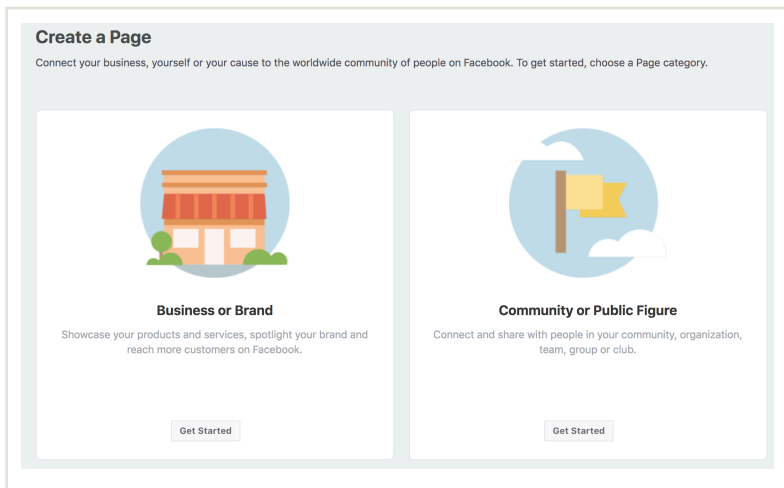 Create a Page
Connect your business, yourself or your cause to the worldwide community of people on Facebook. To get started, choose a Page category.
Business or Brand
Showcase your products and services, spotlight your brand and
reach more customers on Facebook.
Get Started
Community or Public Figure
Connect and share with people in your community, organization,
team, group or club.
Get Started